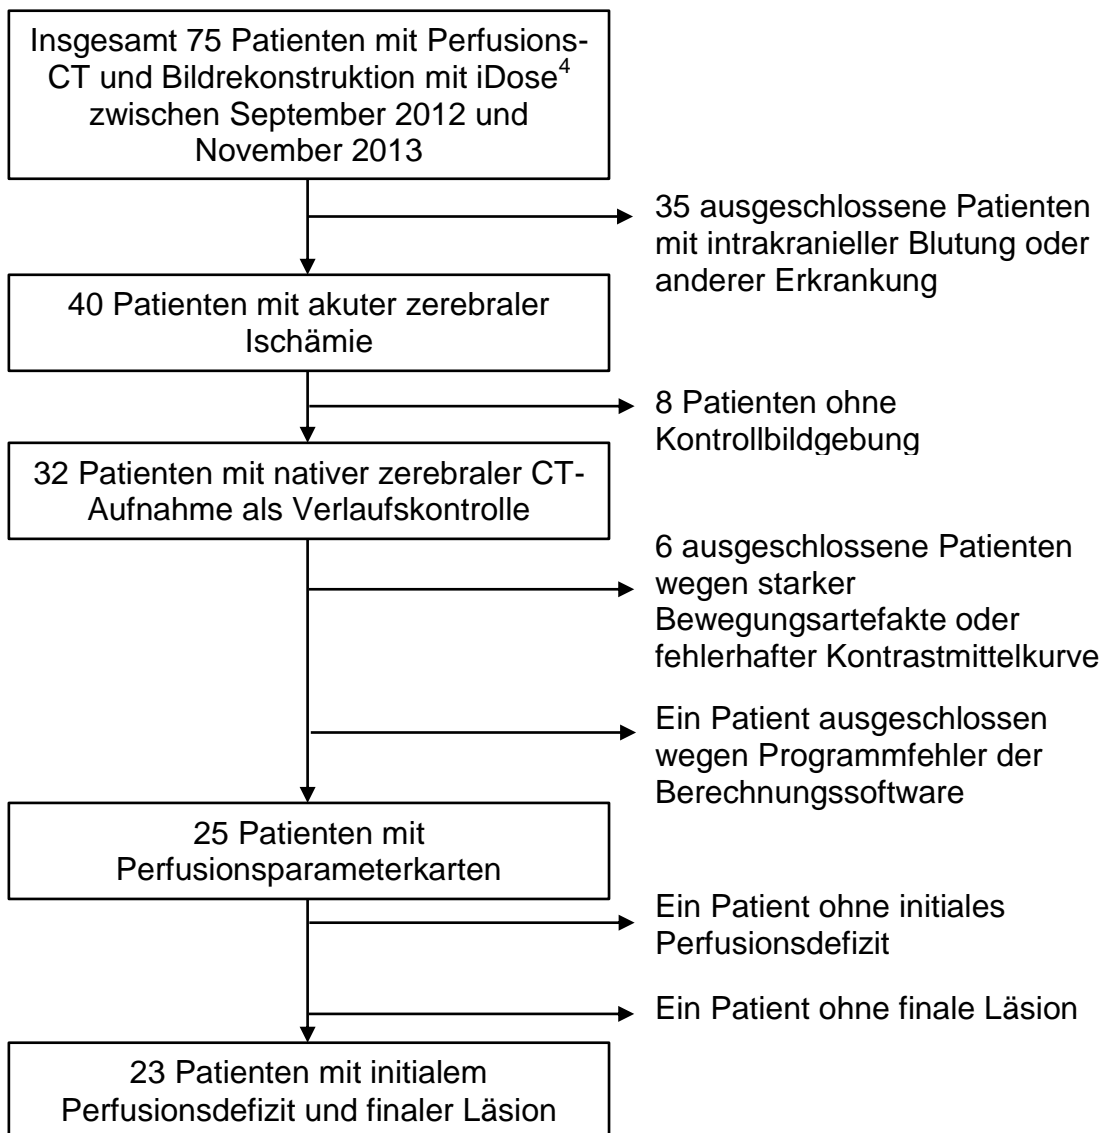 Insgesamt 75 Patienten mit Perfusions-
CT und Bildrekonstruktion mit iDose⁴
zwischen September 2012 und
November 2013
35 ausgeschlossene Patienten
mit intrakranieller Blutung oder
anderer Erkrankung
40 Patienten mit akuter zerebraler
Ischämie
8 Patienten ohne
Kontrollbildgebung
32 Patienten mit nativer zerebraler CT-
Aufnahme als Verlaufskontrolle
6 ausgeschlossene Patienten
wegen starker
Bewegungsartefakte oder
fehlerhafter Kontrastmittelkurve
Ein Patient ausgeschlossen
wegen Programmfehler der
Berechnungssoftware
25 Patienten mit
Perfusionsparameterkarten
Ein Patient ohne initiales
Perfusionsdefizit
Ein Patient ohne finale Läsion
23 Patienten mit initialem
Perfusionsdefizit und finaler Läsion